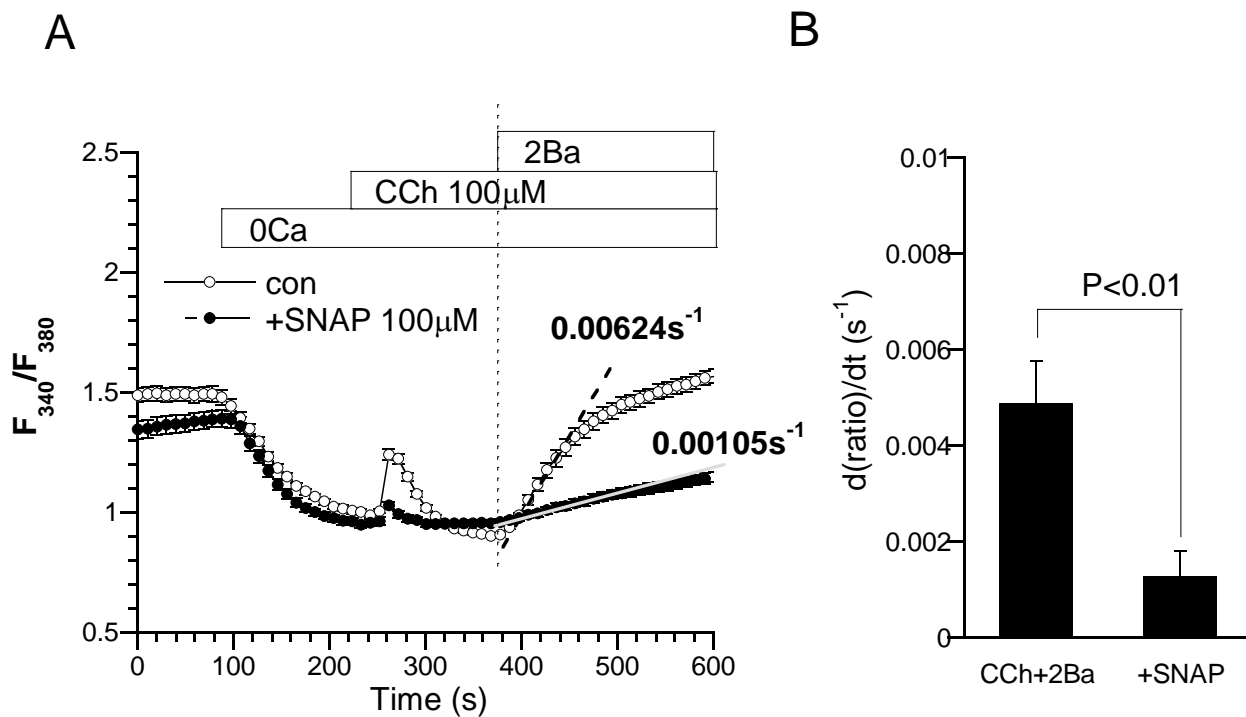 A
B
2Ba
CCh 100μM
0Ca
con
+SNAP 100μM
0.00624s⁻¹
0.00105s⁻¹
2.5
2
1.5
1
0.5
F340/F380
0 100 200 300 400 500 600
Time (s)
0.01
0.008
0.006
0.004
0.002
0
d(ratio)/dt (s⁻¹)
P<0.01
CCh+2Ba +SNAP